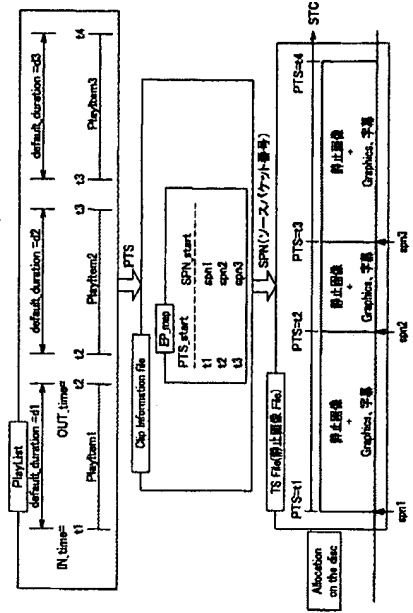 PlayList
default_duration =d1
default_duration =d2
default_duration =d3
IN_time=
OUT_time=
t1
t2
t2
t3
t3
t4
PlayItem1
PlayItem2
PlayItem3
PTS
Clip Information file
EP_map
PTS_start
SPN_start
t1
spn1
t2
spn2
t3
spn3
SPN(ソースパケット番号)
TS File(静止画像 File)
STC
PTS=t1
PTS=t2
PTS=t3
PTS=t4
静止画像
+
Graphics、字幕
静止画像
+
Graphics、字幕
静止画像
+
Graphics、字幕
Allocation
on the disc
spn1
spn2
spn3